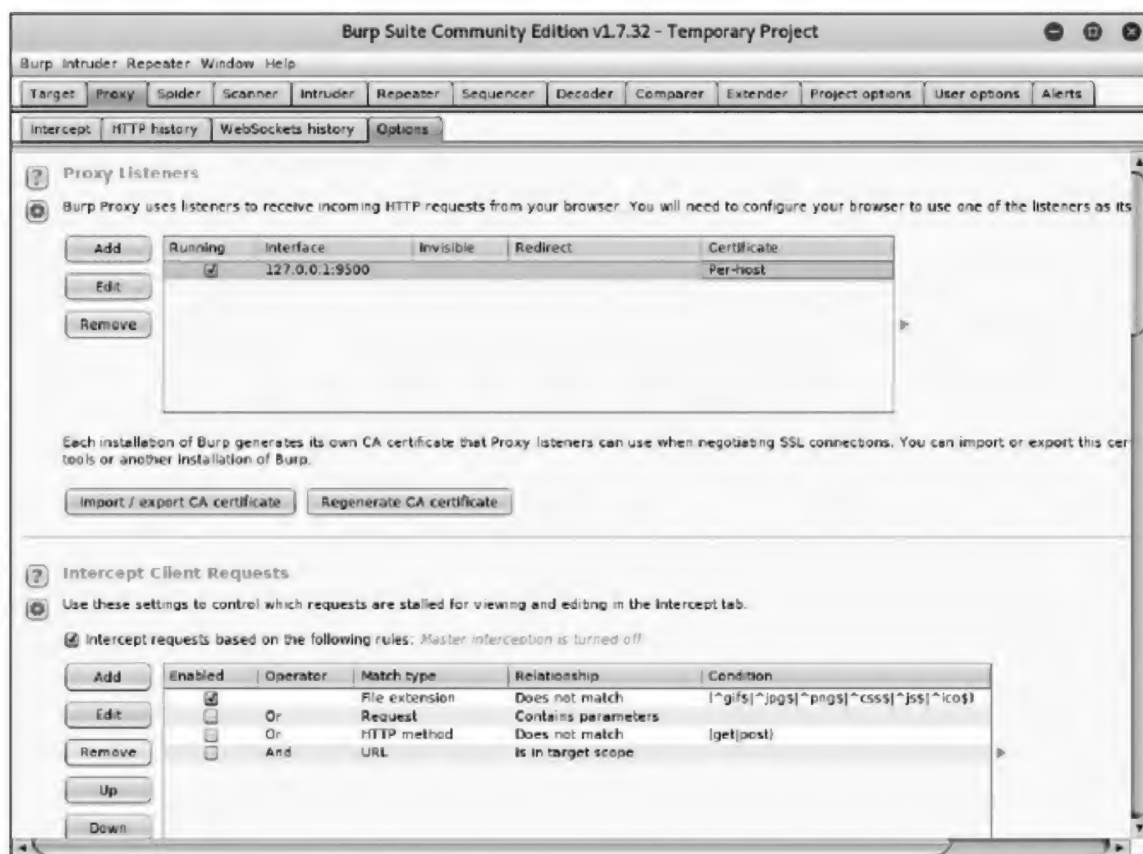 Burp Suite Community Edition v1.7.32 - Temporary Project
Burp Intruder Repeater Window Help
Target Proxy Spider Scanner Intruder Repeater Sequencer Decoder Comparer Extender Project options User options Alerts
Intercept HTTP history WebSockets history Options
? Proxy Listeners
Burp Proxy uses listeners to receive incoming HTTP requests from your browser. You will need to configure your browser to use one of the listeners as its
Add Running Interface Invisible Redirect Certificate
127.0.0.1:9500 Per-host
Edit
Remove
Each installation of Burp generates its own CA certificate that Proxy listeners can use when negotiating SSL connections. You can import or export this cer
tools or another installation of Burp.
Import / export CA certificate Regenerate CA certificate
? Intercept Client Requests
Use these settings to control which requests are stalled for viewing and editing in the Intercept tab.
Intercept requests based on the following rules: Master interception is turned off
Add Enabled Operator Match type Relationship Condition
File extension Does not match (^gif$|^jpg$|^png$|^css$|^js$|^ico$)
Edit Or Request Contains parameters
Or HTTP method Does not match (get|post)
Remove And URL Is in target scope
Up
Down